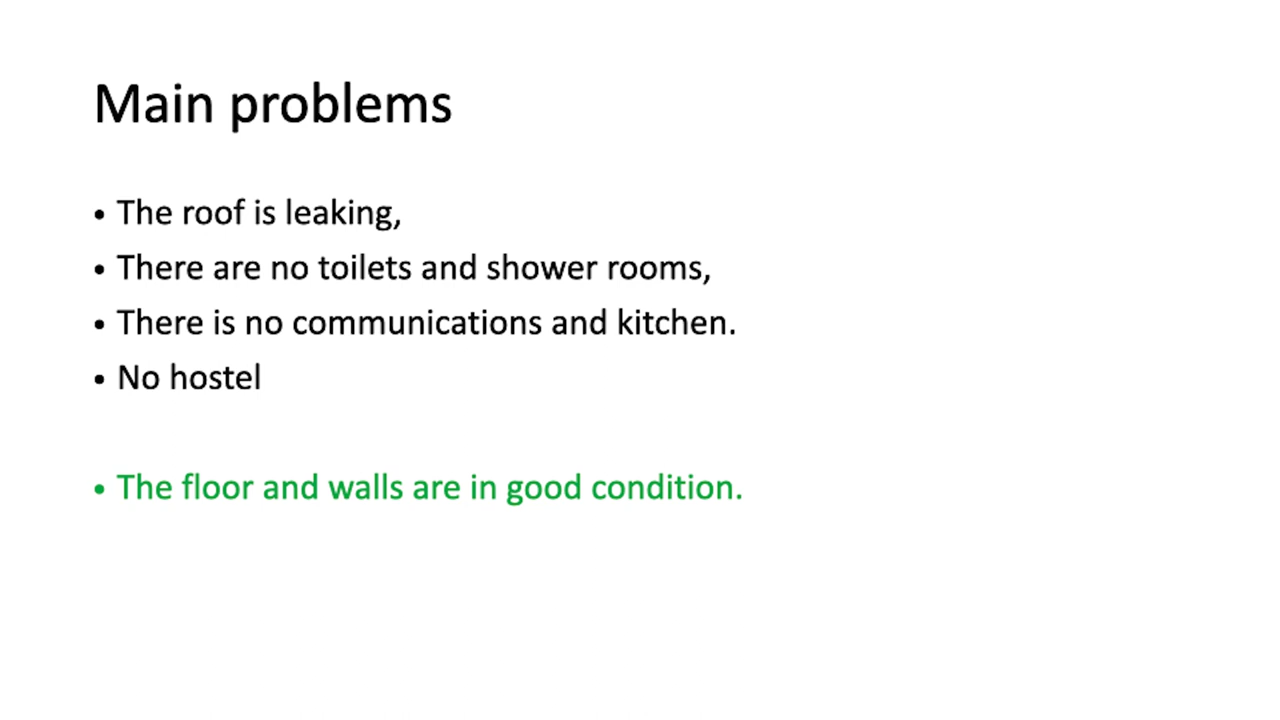 Main problems
• The roof is leaking,
• There are no toilets and shower rooms,
• There is no communications and kitchen.
• No hostel
• The floor and walls are in good condition.